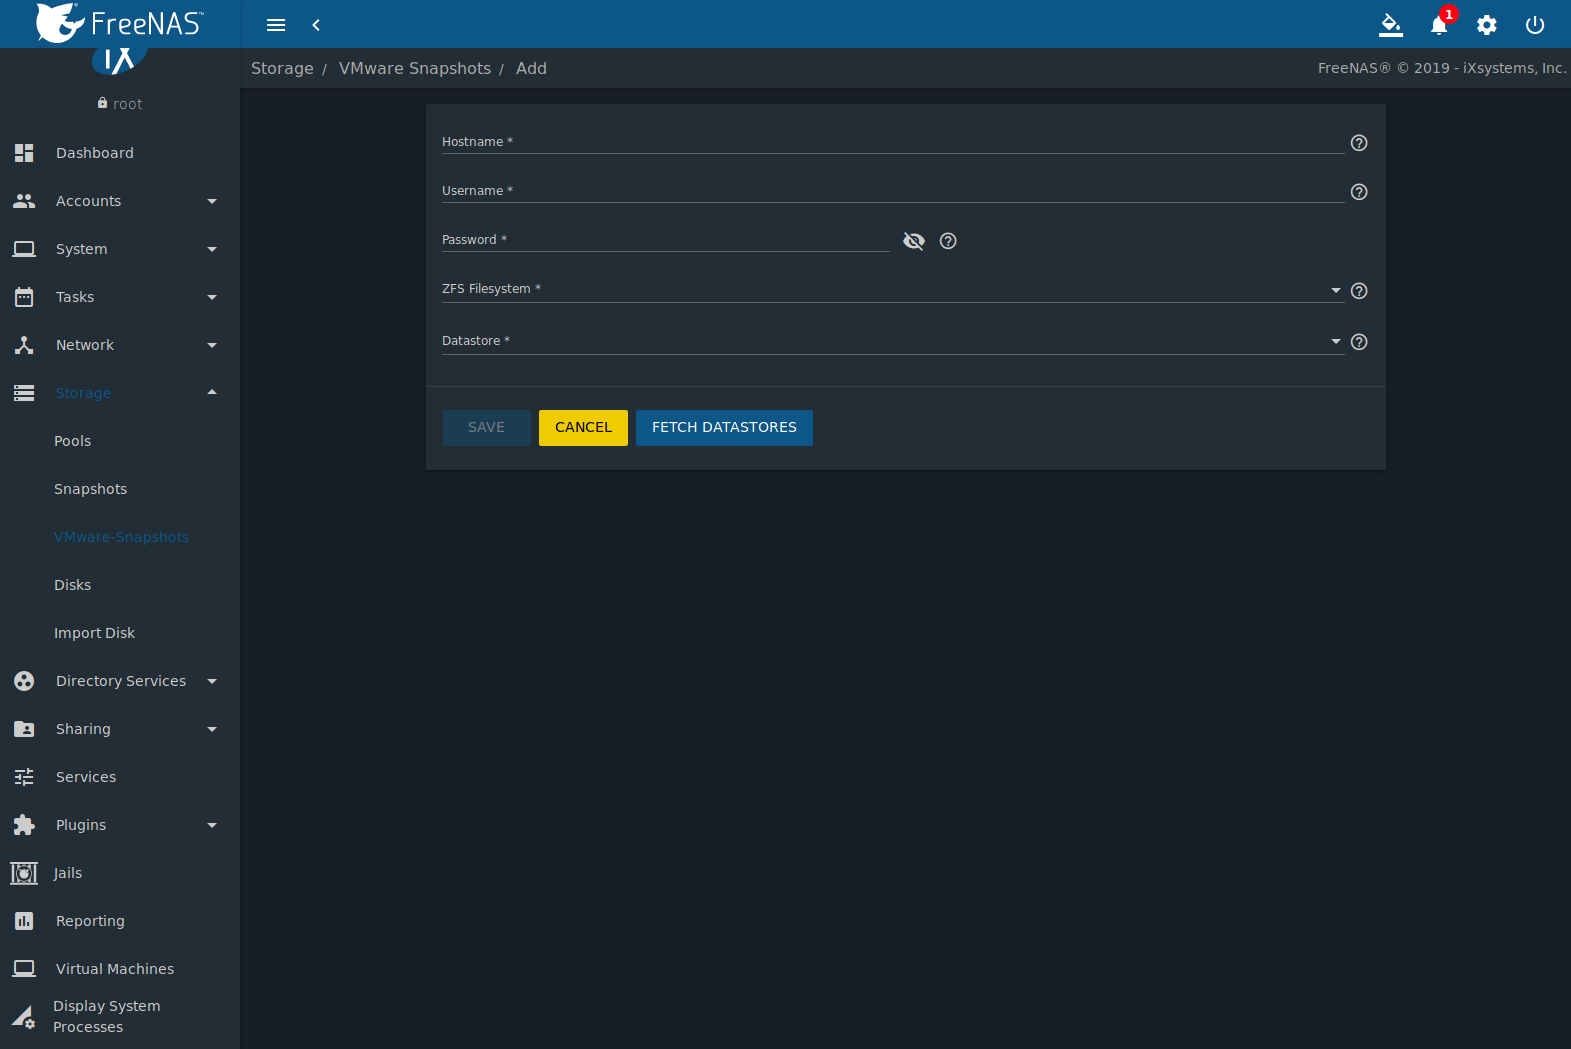 FreeNAS™
1
iX
root
Storage / VMware Snapshots / Add
FreeNAS® © 2019 - iXsystems, Inc.
Dashboard
Accounts
System
Tasks
Network
Storage
Pools
Snapshots
VMware-Snapshots
Disks
Import Disk
Directory Services
Sharing
Services
Plugins
Jails
Reporting
Virtual Machines
Display System
Processes
Hostname *
Username *
Password *
ZFS Filesystem *
Datastore *
SAVE
CANCEL
FETCH DATASTORES